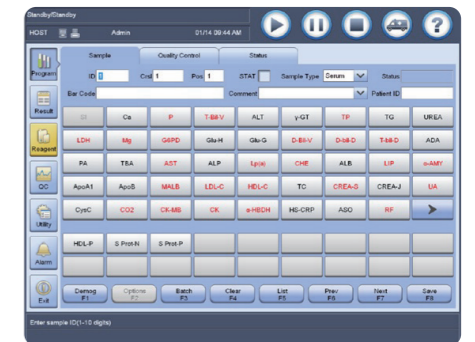 Standby/Standby
HOST Admin 01/14 09:44 AM ?
Sample Quality Control Status
Program
ID Crsl 1 Pos 1 STAT Sample Type Serum Status
Bar Code Comment Patient ID
Result
Ca P T-Bil-V ALT γ-GT TP TG UREA
LDH Mg G6PD Glu-H Glu-G D-Bil-V D-bil-D T-bil-D ADA
Reagent
PA TBA AST ALP Lp(a) CHE ALB LIP α-AMY
QC
ApoA1 ApoB MALB LDL-C HDL-C TC CREA-S CREA-J UA
CysC CO2 CK-MB CK α-HBDH HS-CRP ASO RF
Utility
HDL-P S Prot-N S Prot-P
Alarm
Exit
Demog Options Batch Clear List Prev Next Save
F1 F2 F3 F4 F5 F6 F7 F8
Enter sample ID(1-10 digits)